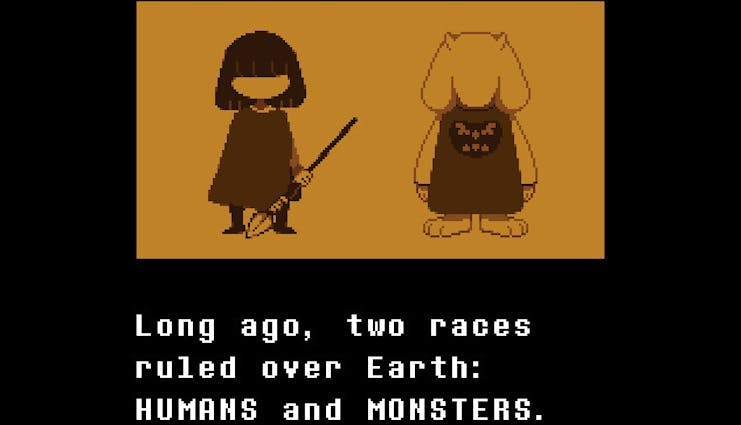 Long ago, two races
ruled over Earth:
HUMANS and MONSTERS.